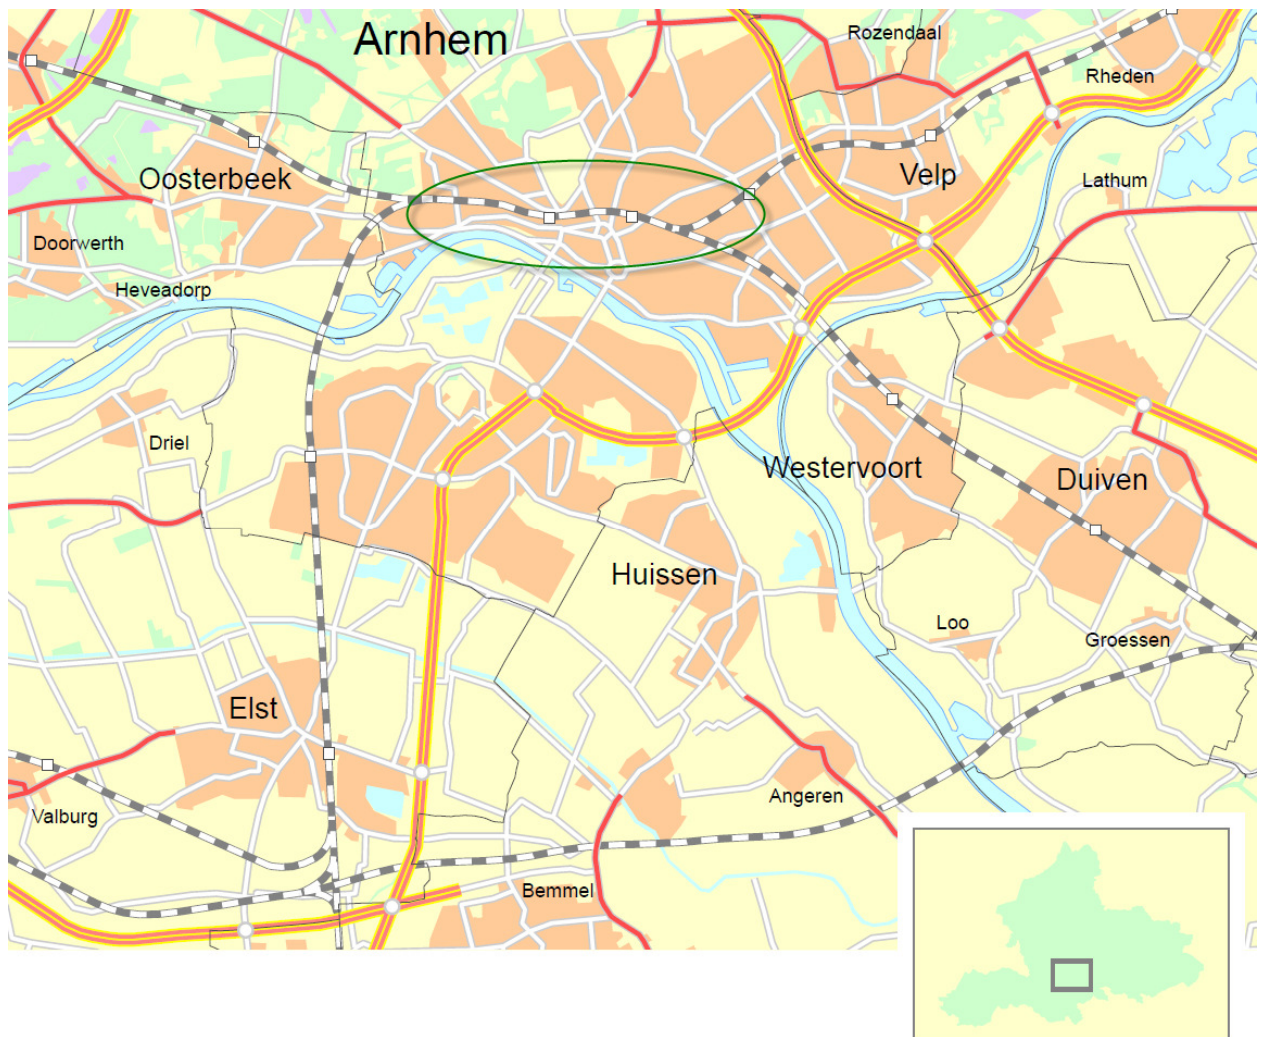 Arnhem
Rozendaal
Rheden
Oosterbeek
Velp
Lathum
Doorwerth
Heveadorp
Driel
Westervoort
Duiven
Huissen
Loo
Groessen
Elst
Angeren
Valburg
Bemmel